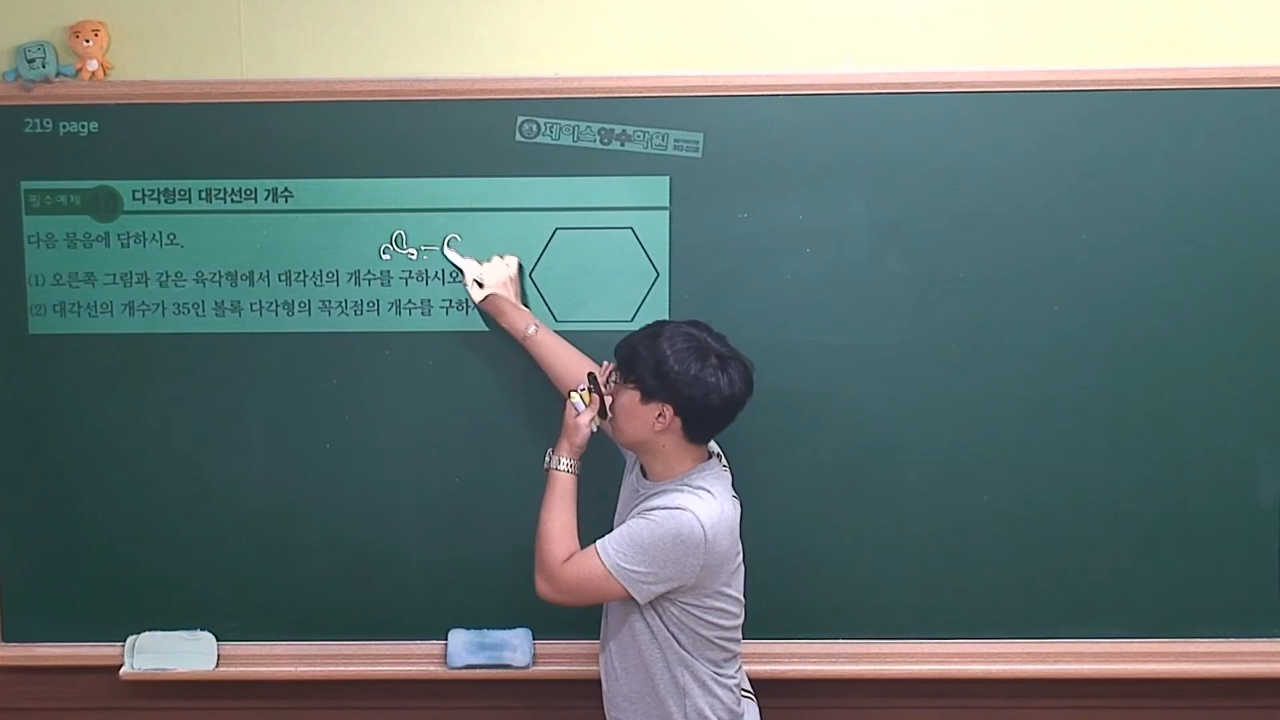 219 page
제이스영수학원
필수예제
다각형의 대각선의 개수
다음 물음에 답하시오.
₆C₂ - 6
(1) 오른쪽 그림과 같은 육각형에서 대각선의 개수를 구하시오
(2) 대각선의 개수가 35인 볼록 다각형의 꼭짓점의 개수를